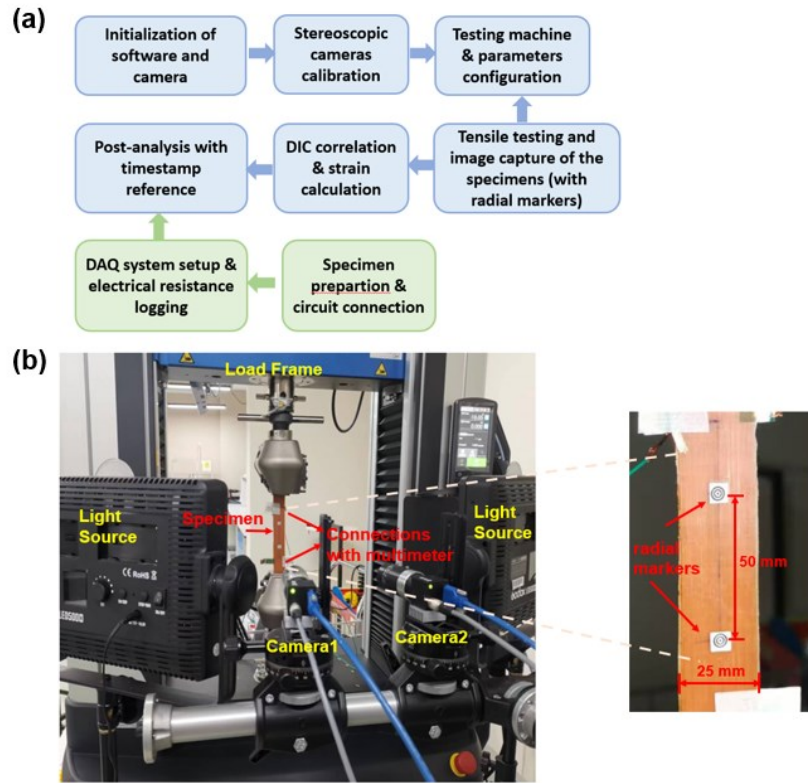 (a)
Initialization of
software and
camera
Stereoscopic
cameras
calibration
Testing machine
& parameters
configuration
Post-analysis with
timestamp
reference
DIC correlation
& strain
calculation
Tensile testing and
image capture of the
specimens (with
radial markers)
DAQ system setup &
electrical resistance
logging
Specimen
prepartion &
circuit connection
(b)
Load Frame
Light
Source
Specimen
Connections
with multimeter
Light
Source
CE RoHS
Camera1
Camera2
radial
markers
50 mm
25 mm